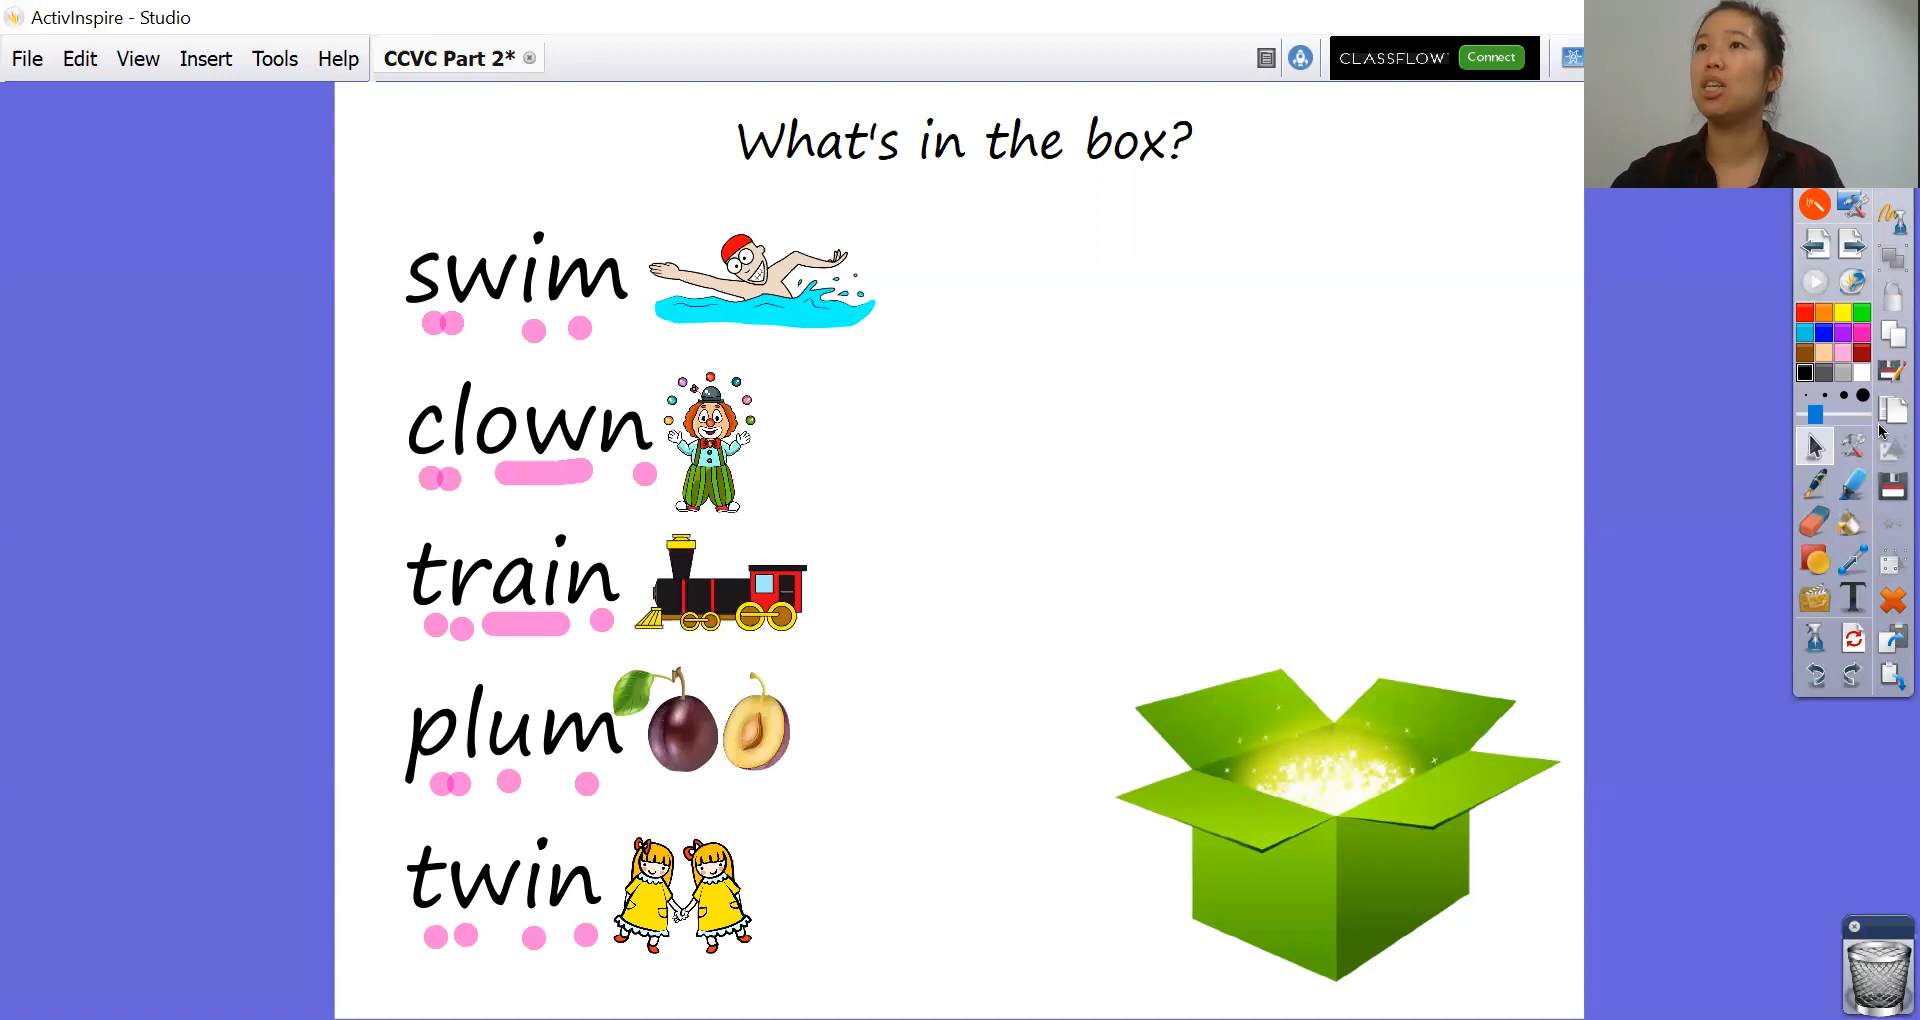 ActivInspire - Studio
File Edit View Insert Tools Help CCVC Part 2* CLASSFLOW Connect
What's in the box?
swim
clown
train
plum
twin
T